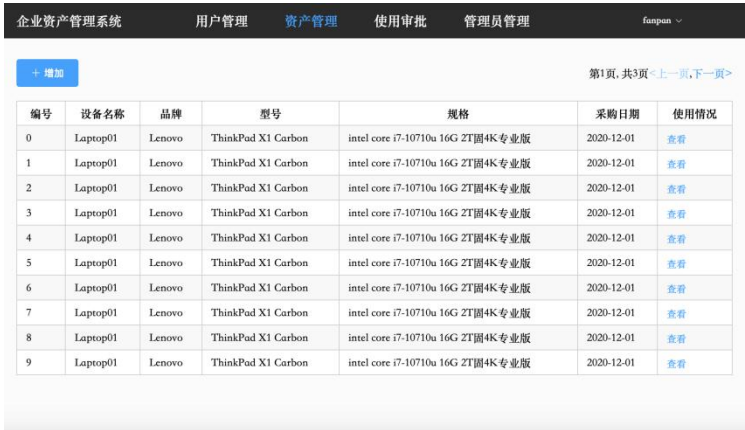 企业资产管理系统 用户管理 资产管理 使用审批 管理员管理 fanpan
+ 增加 第1页, 共3页<上一页,下一页>
编号 设备名称 品牌 型号 规格 采购日期 使用情况
0 Laptop01 Lenovo ThinkPad X1 Carbon intel core i7-10710u 16G 2T固4K专业版 2020-12-01 查看
1 Laptop01 Lenovo ThinkPad X1 Carbon intel core i7-10710u 16G 2T固4K专业版 2020-12-01 查看
2 Laptop01 Lenovo ThinkPad X1 Carbon intel core i7-10710u 16G 2T固4K专业版 2020-12-01 查看
3 Laptop01 Lenovo ThinkPad X1 Carbon intel core i7-10710u 16G 2T固4K专业版 2020-12-01 查看
4 Laptop01 Lenovo ThinkPad X1 Carbon intel core i7-10710u 16G 2T固4K专业版 2020-12-01 查看
5 Laptop01 Lenovo ThinkPad X1 Carbon intel core i7-10710u 16G 2T固4K专业版 2020-12-01 查看
6 Laptop01 Lenovo ThinkPad X1 Carbon intel core i7-10710u 16G 2T固4K专业版 2020-12-01 查看
7 Laptop01 Lenovo ThinkPad X1 Carbon intel core i7-10710u 16G 2T固4K专业版 2020-12-01 查看
8 Laptop01 Lenovo ThinkPad X1 Carbon intel core i7-10710u 16G 2T固4K专业版 2020-12-01 查看
9 Laptop01 Lenovo ThinkPad X1 Carbon intel core i7-10710u 16G 2T固4K专业版 2020-12-01 查看